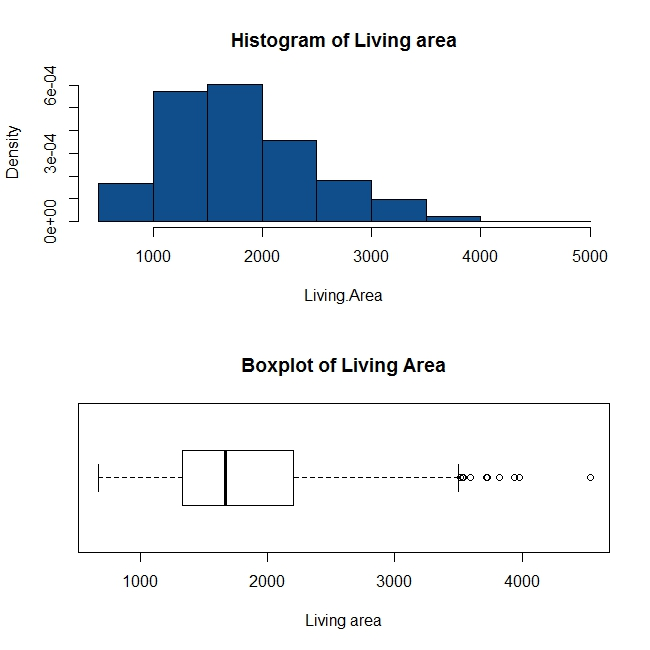 Histogram of Living area
Density
6e-04
3e-04
0e+00
1000 2000 3000 4000 5000
Living.Area
Boxplot of Living Area
1000 2000 3000 4000
Living area